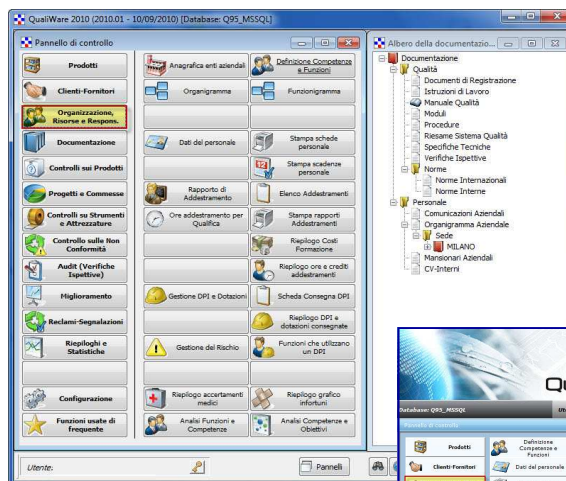 QualiWare 2010 (2010.01 - 10/09/2010) [Database: Q95_MSSQL]
Pannello di controllo
Prodotti
Clienti-Fornitori
Organizzazione,
Risorse e Respons.
Documentazione
Controlli sui Prodotti
Progetti e Commesse
Controlli su Strumenti
e Attrezzature
Controllo sulle Non
Conformità
Audit (Verifiche
Ispettive)
Miglioramento
Reclami-Segnalazioni
Riepiloghi e
Statistiche
Configurazione
Funzioni usate di
frequente
Anagrafica enti aziendali
Organigramma
Dati del personale
Rapporto di
Addestramento
Ore addestramento per
Qualifica
Gestione DPI e Dotazioni
Gestione del Rischio
Riepilogo accertamenti
medici
Analisi Funzioni e
Competenze
Definizione Competenze
e Funzioni
Funzionigramma
Stampa schede
personale
Stampa scadenze
personale
Elenco Addestramenti
Stampa rapporti
Addestramenti
Riepilogo Costi
Formazione
Riepilogo ore e crediti
addestramenti
Scheda Consegna DPI
Riepilogo DPI e
dotazioni consegnate
Funzioni che utilizzano
un DPI
Riepilogo grafico
infortuni
Analisi Competenze e
Obiettivi
Utente:
Pannelli
Albero della documentazio...
Documentazione
Qualità
Documenti di Registrazione
Istruzioni di Lavoro
Manuale Qualità
Moduli
Procedure
Riesame Sistema Qualità
Specifiche Tecniche
Verifiche Ispettive
Norme
Norme Internazionali
Norme Interne
Personale
Comunicazioni Aziendali
Organigramma Aziendale
Sede
MILANO
Mansionari Aziendali
CV-Interni
Qu
Database: Q95_MSSQL
Ute
Pannello di controllo
Prodotti
Definizione
Competenze e
Funzioni
Clienti-Fornitori
Dati del personale